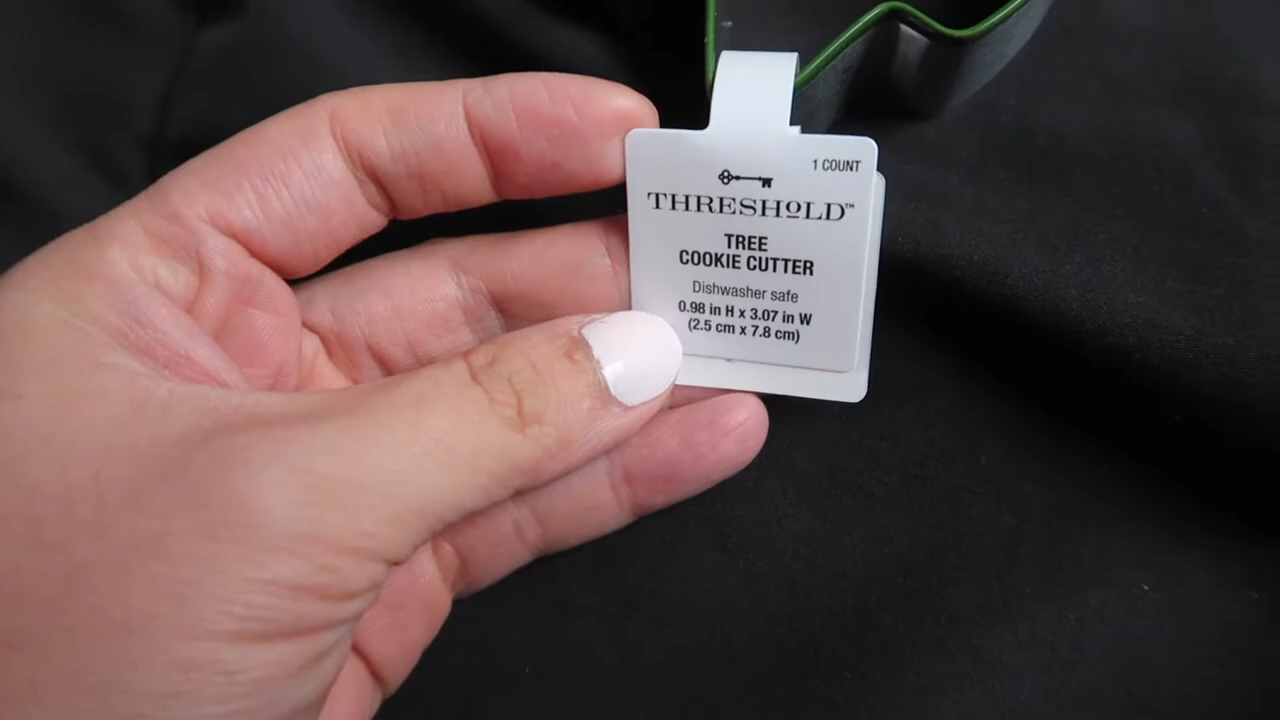 1 COUNT
THRESHOLD™
TREE
COOKIE CUTTER
Dishwasher safe
0.98 in H x 3.07 in W
(2.5 cm x 7.8 cm)